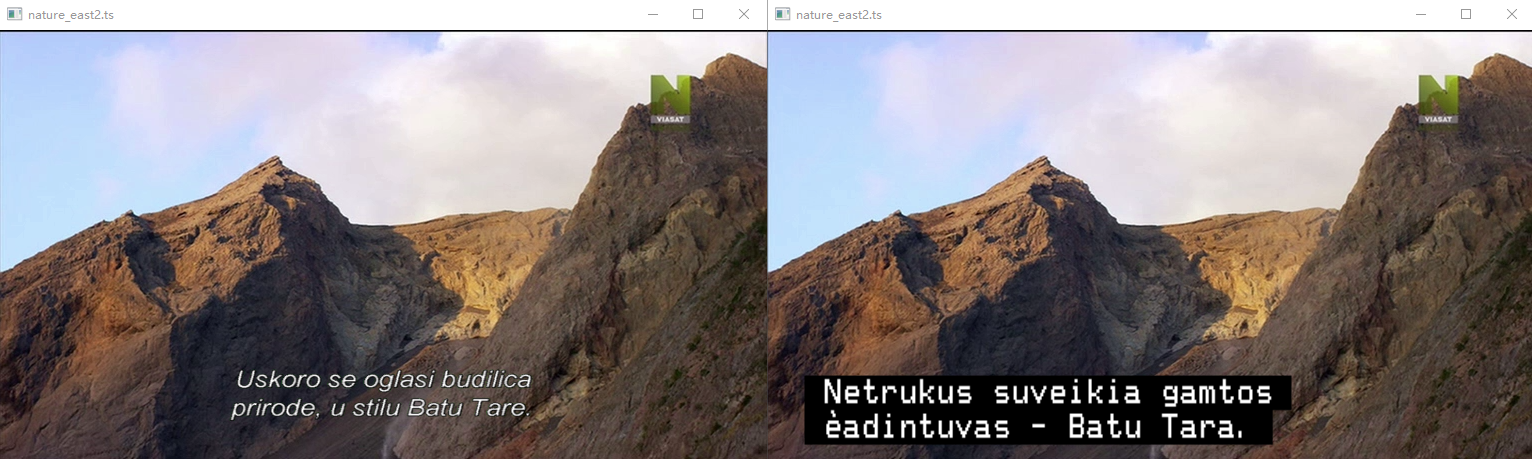 nature_east2.ts
VIASAT
Uskoro se oglasi budilica
prirode, u stilu Batu Tare.
nature_east2.ts
VIASAT
Netrukus suveikia gamtos
èadintuvas - Batu Tara.